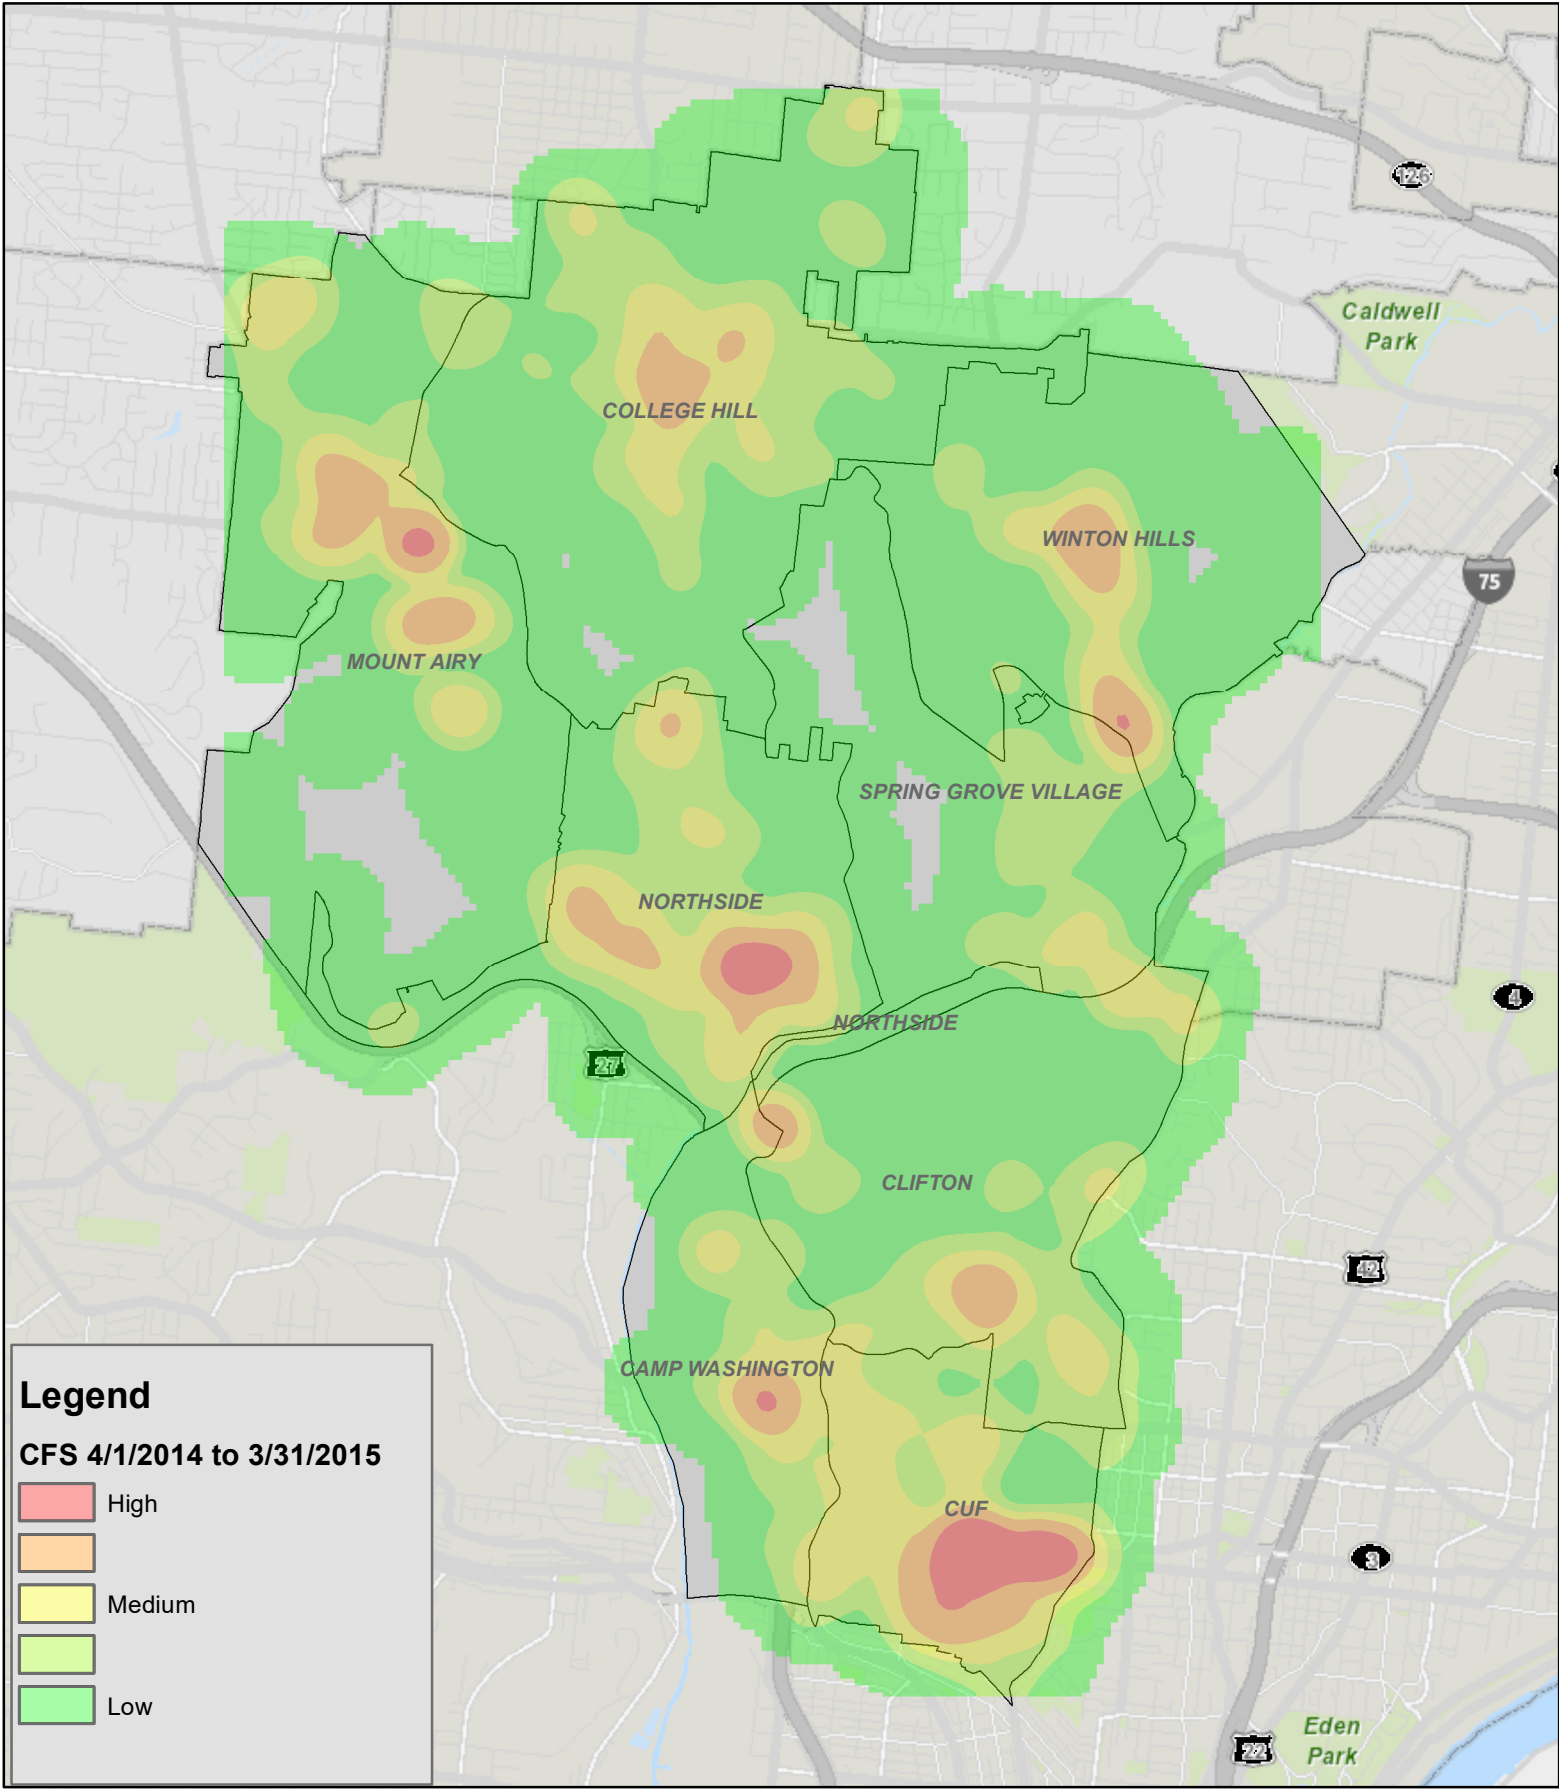 126
Caldwell
Park
COLLEGE HILL
WINTON HILLS
75
MOUNT AIRY
SPRING GROVE VILLAGE
NORTHSIDE
4
NORTHSIDE
27
CLIFTON
42
CAMP WASHINGTON
Legend
CFS 4/1/2014 to 3/31/2015
High
CUF
3
Medium
Low
Eden
Park
22